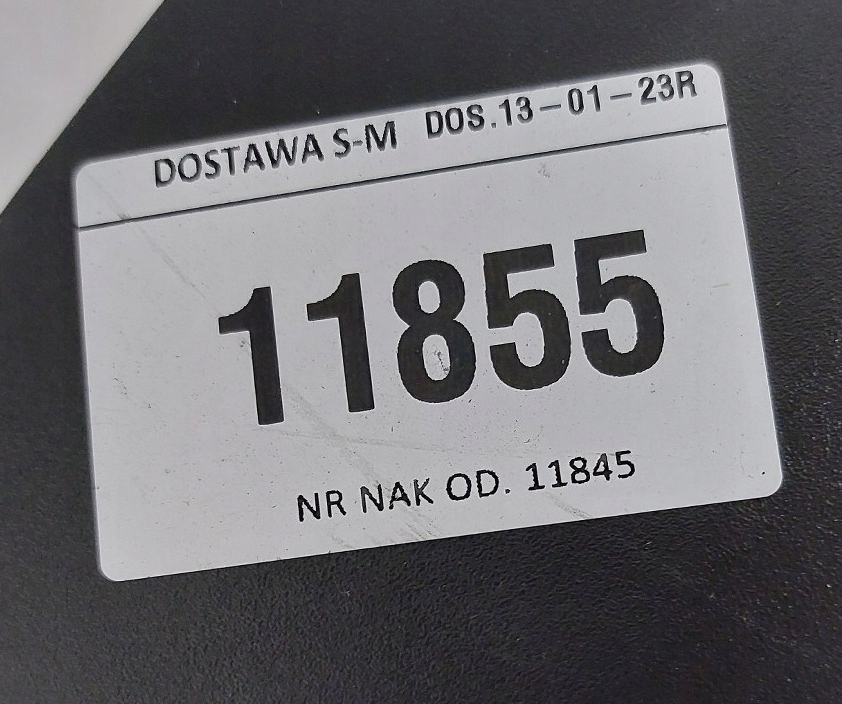 DOSTAWA S-M DOS.13-01-23R
11855
NR NAK OD. 11845